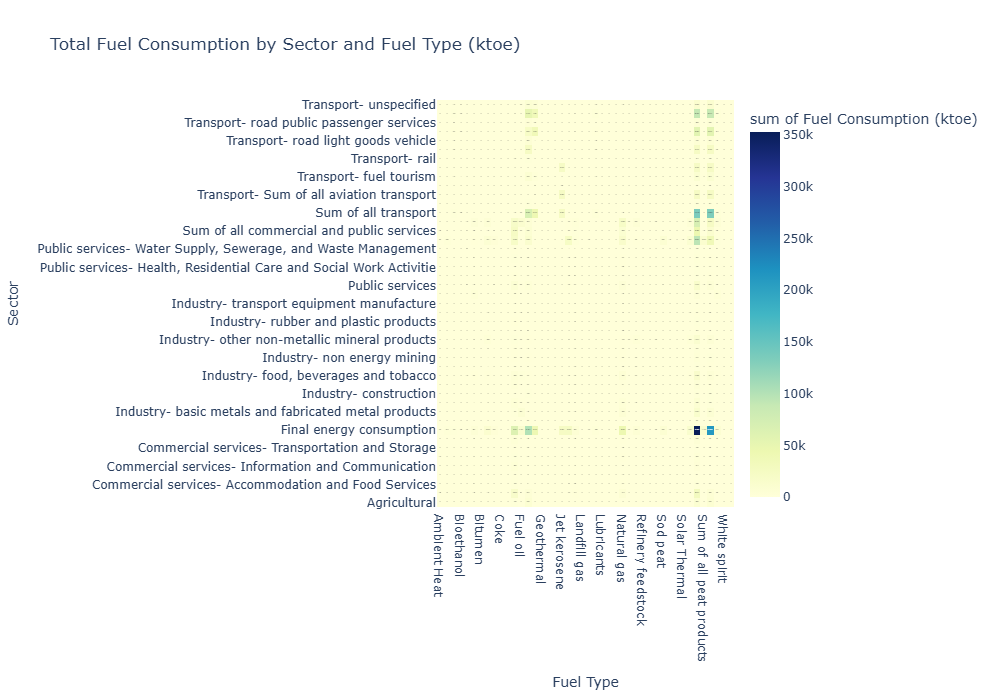 Total Fuel Consumption by Sector and Fuel Type (ktoe)
sum of Fuel Consumption (ktoe)
350k
300k
250k
200k
150k
100k
50k
0
Sector
Transport- unspecified
Transport- road public passenger services
Transport- road light goods vehicle
Transport- rail
Transport- fuel tourism
Transport- Sum of all aviation transport
Sum of all transport
Sum of all commercial and public services
Public services- Water Supply, Sewerage, and Waste Management
Public services- Health, Residential Care and Social Work Activitie
Public services
Industry- transport equipment manufacture
Industry- rubber and plastic products
Industry- other non-metallic mineral products
Industry- non energy mining
Industry- food, beverages and tobacco
Industry- construction
Industry- basic metals and fabricated metal products
Final energy consumption
Commercial services- Transportation and Storage
Commercial services- Information and Communication
Commercial services- Accommodation and Food Services
Agricultural
Ambient Heat
Bioethanol
Bitumen
Coke
Fuel oil
Geothermal
Jet kerosene
Landfill gas
Lubricants
Natural gas
Refinery feedstock
Sod peat
Solar Thermal
Sum of all peat products
White spirit
Fuel Type